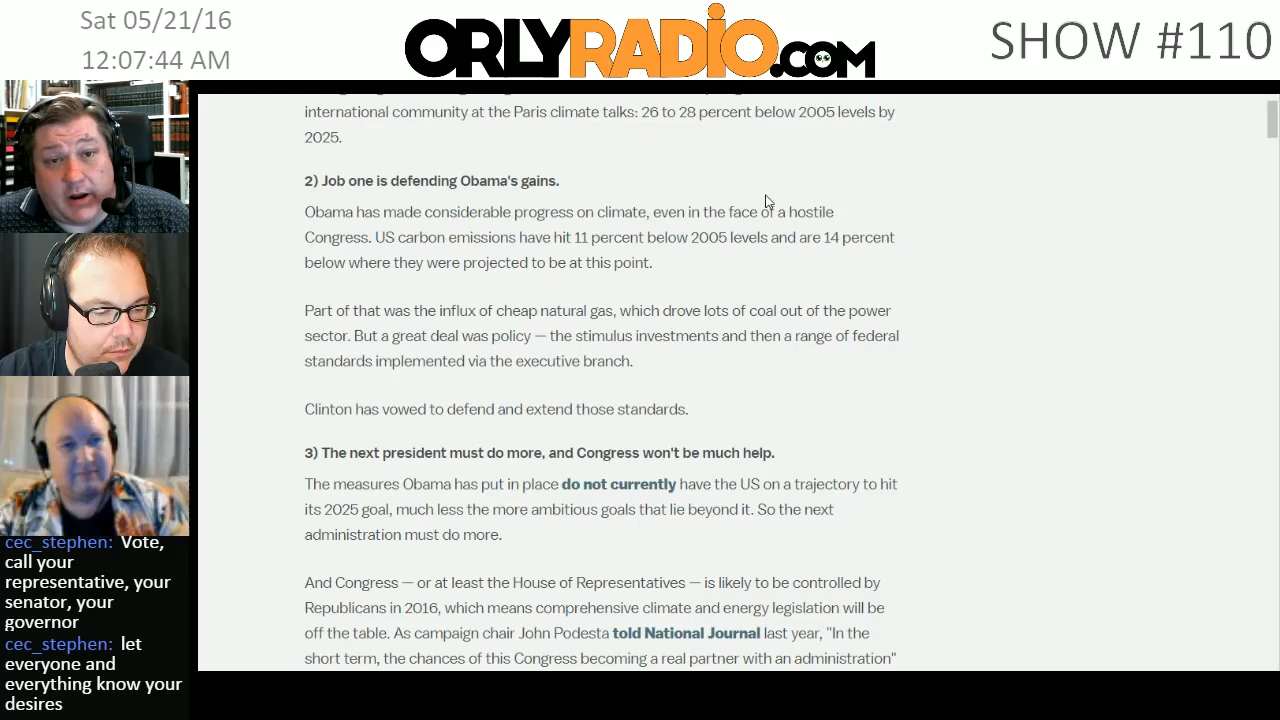 Sat 05/21/16
12:07:44 AM
ORLYRADIO.COM
SHOW #110
international community at the Paris climate talks: 26 to 28 percent below 2005 levels by
2025.
2) Job one is defending Obama's gains.
Obama has made considerable progress on climate, even in the face of a hostile
Congress. US carbon emissions have hit 11 percent below 2005 levels and are 14 percent
below where they were projected to be at this point.
Part of that was the influx of cheap natural gas, which drove lots of coal out of the power
sector. But a great deal was policy — the stimulus investments and then a range of federal
standards implemented via the executive branch.
Clinton has vowed to defend and extend those standards.
3) The next president must do more, and Congress won't be much help.
The measures Obama has put in place do not currently have the US on a trajectory to hit
its 2025 goal, much less the more ambitious goals that lie beyond it. So the next
administration must do more.
And Congress — or at least the House of Representatives — is likely to be controlled by
Republicans in 2016, which means comprehensive climate and energy legislation will be
off the table. As campaign chair John Podesta told National Journal last year, "In the
short term, the chances of this Congress becoming a real partner with an administration"
cec_stephen: Vote,
call your
representative, your
senator, your
governor
cec_stephen: let
everyone and
everything know your
desires